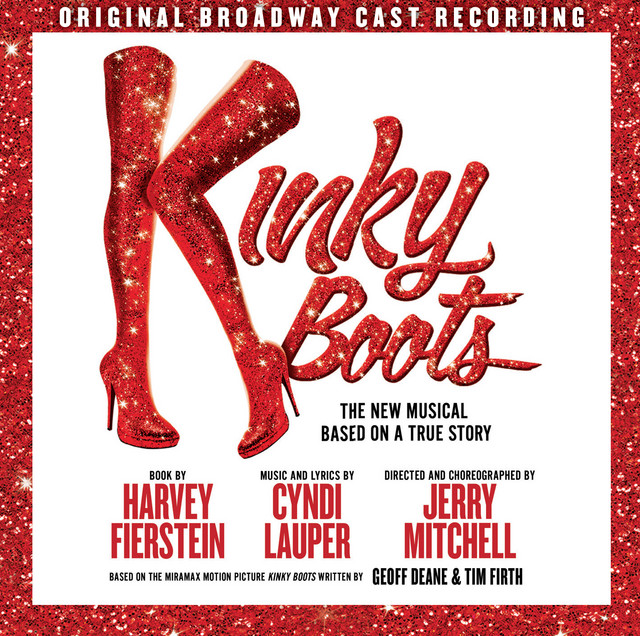 ORIGINAL BROADWAY CAST RECORDING
Kinky
Boots
THE NEW MUSICAL
BASED ON A TRUE STORY
BOOK BY
HARVEY
FIERSTEIN
MUSIC AND LYRICS BY
CYNDI
LAUPER
DIRECTED AND CHOREOGRAPHED BY
JERRY
MITCHELL
BASED ON THE MIRAMAX MOTION PICTURE KINKY BOOTS WRITTEN BY GEOFF DEANE & TIM FIRTH